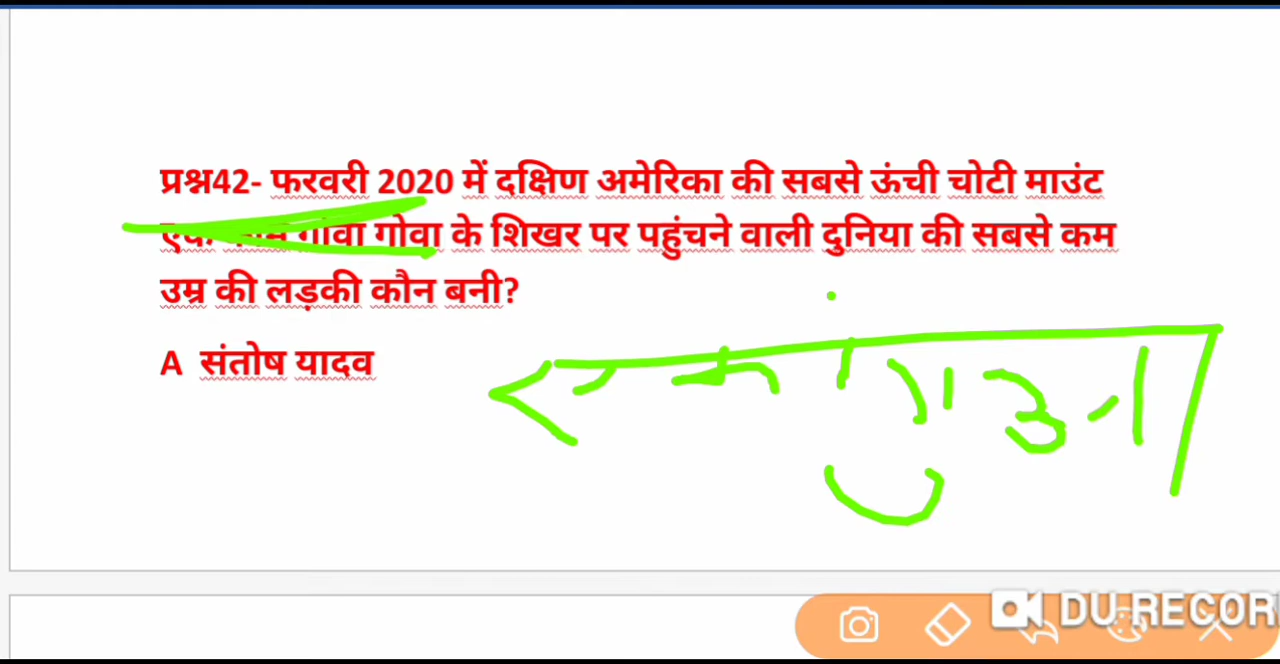 प्रश्न42- फरवरी 2020 में दक्षिण अमेरिका की सबसे ऊंची चोटी माउंट
गोवा के शिखर पर पहुंचने वाली दुनिया की सबसे कम
उम्र की लड़की कौन बनी?
A संतोष यादव
DU RECOR